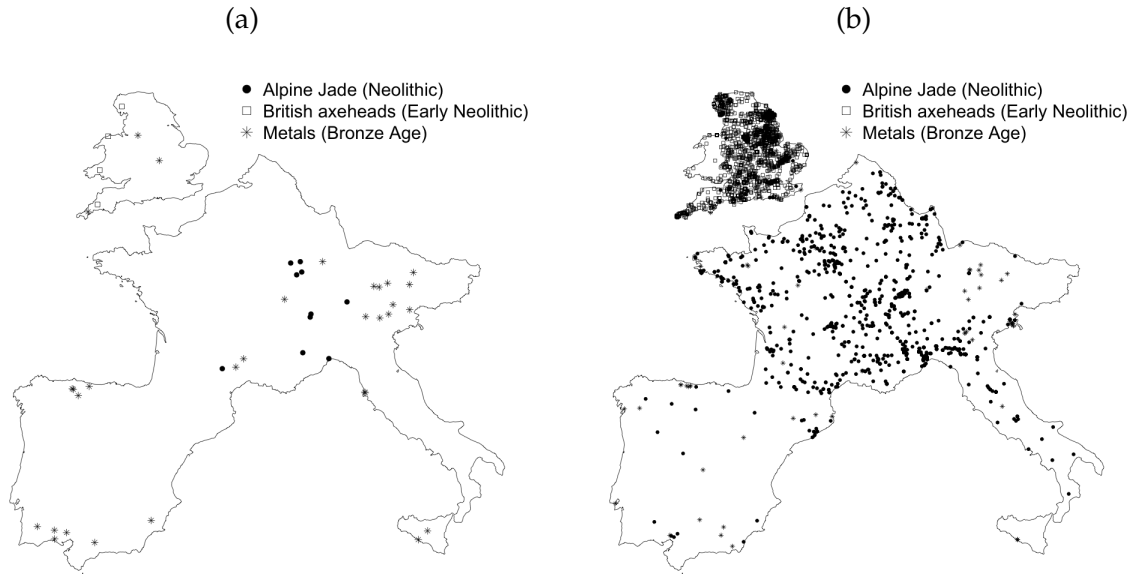 (a)
(b)
Alpine Jade (Neolithic)
British axeheads (Early Neolithic)
Metals (Bronze Age)
Alpine Jade (Neolithic)
British axeheads (Early Neolithic)
Metals (Bronze Age)